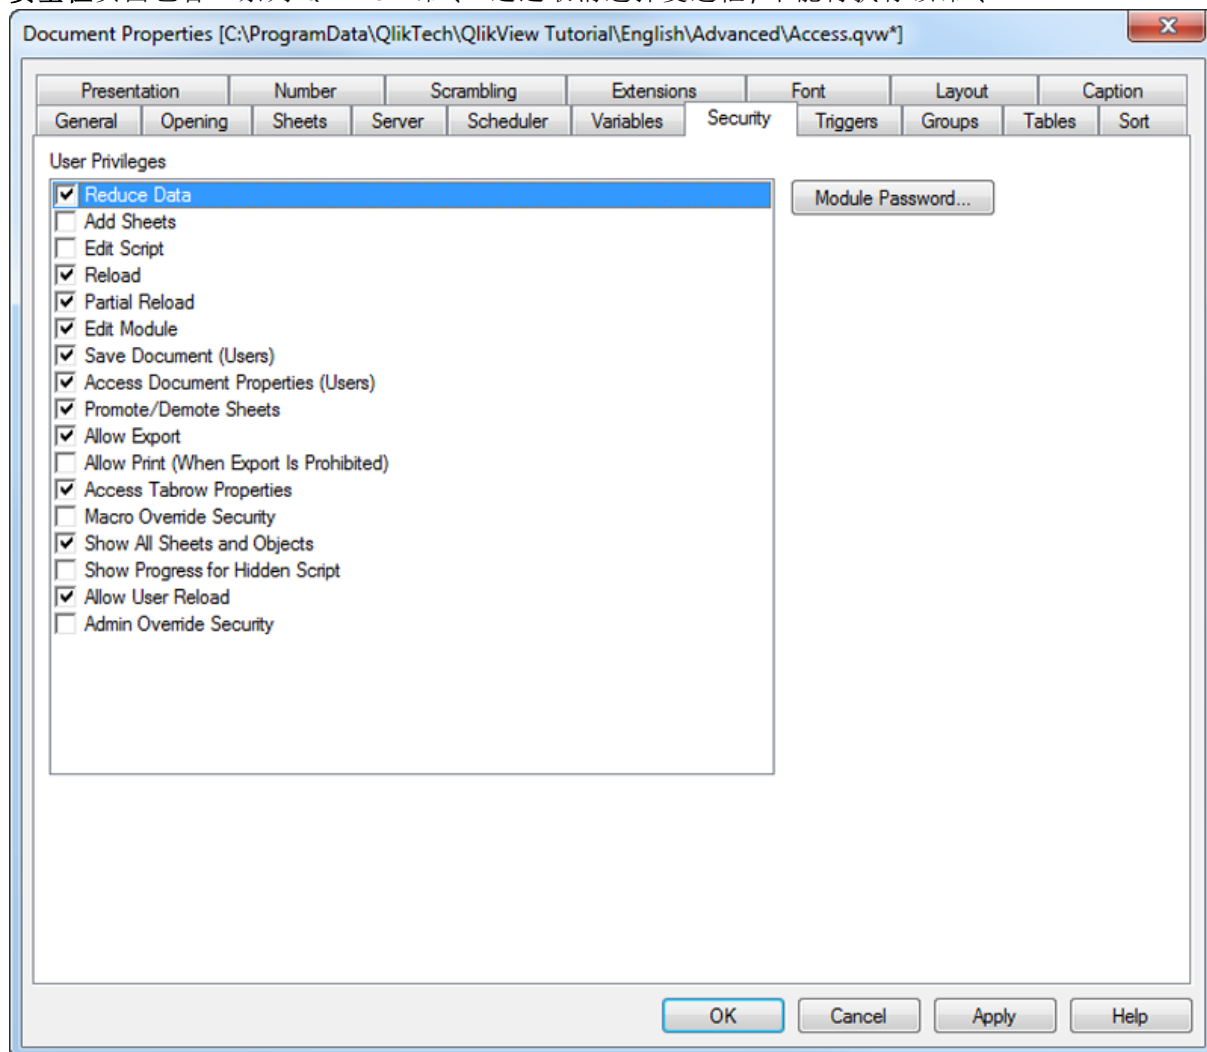 Document Properties [C:\ProgramData\QlikTech\QlikView Tutorial\English\Advanced\Access.qvw*]
Presentation Number Scrambling Extensions Font Layout Caption
General Opening Sheets Server Scheduler Variables Security Triggers Groups Tables Sort
User Privileges
Reduce Data
Module Password...
Add Sheets
Edit Script
Reload
Partial Reload
Edit Module
Save Document (Users)
Access Document Properties (Users)
Promote/Demote Sheets
Allow Export
Allow Print (When Export Is Prohibited)
Access Tabrow Properties
Macro Override Security
Show All Sheets and Objects
Show Progress for Hidden Script
Allow User Reload
Admin Override Security
OK Cancel Apply Help